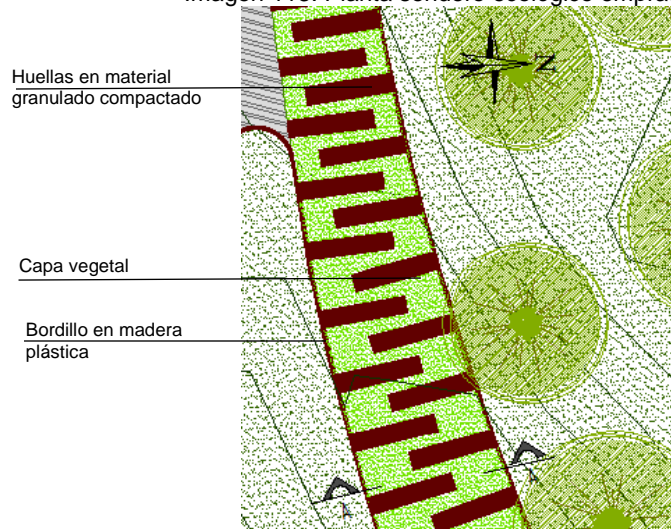 Huellas en material
granulado compactado
Capa vegetal
Bordillo en madera
plástica
N